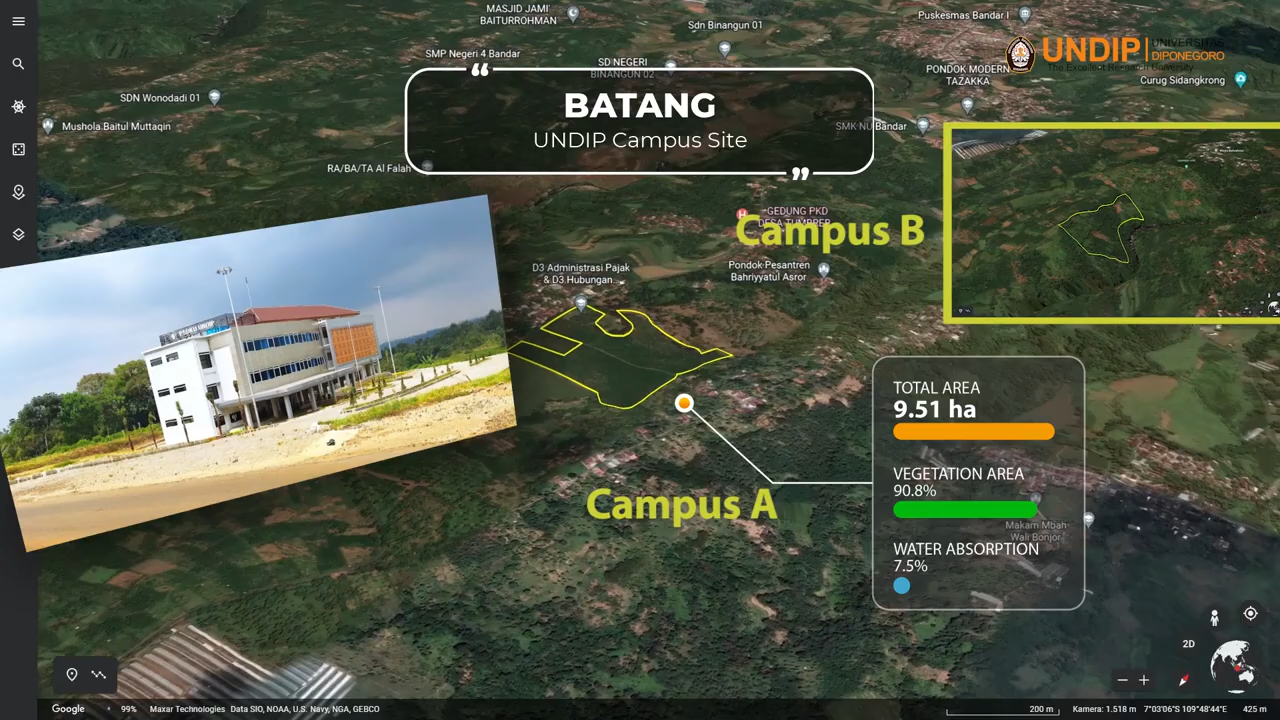 MASJID JAMI'
BAITURROHMAN
Sdn Binangun 01
Puskesmas Bandar I
SMP Negeri 4 Bandar
SD NEGERI
BINANGUN 02
UNDIP
UNIVERSITAS
DIPONEGORO
The Excellent Research University
PONDOK MODERN
TAZAKKA
Curug Sidangkrong
SDN Wonodadi 01
Mushola Baitul Muttaqin
“
BATANG
UNDIP Campus Site
”
SMK NU Bandar
RA/BA/TA Al Falah
GEDUNG PKD
Campus B
D3 Administrasi Pajak
& D3 Hubungan...
Pondok Pesantren
Bahriyyatul Asror
TOTAL AREA
9.51 ha
VEGETATION AREA
90.8%
Campus A
Makam Mbah
Wali Bonjor
WATER ABSORPTION
7.5%
2D
Google
99%
Maxar Technologies Data SIO, NOAA, U.S. Navy, NGA, GEBCO
200 m
Kamera: 1.518 m 7°03'06"S 109°48'44"E 425 m